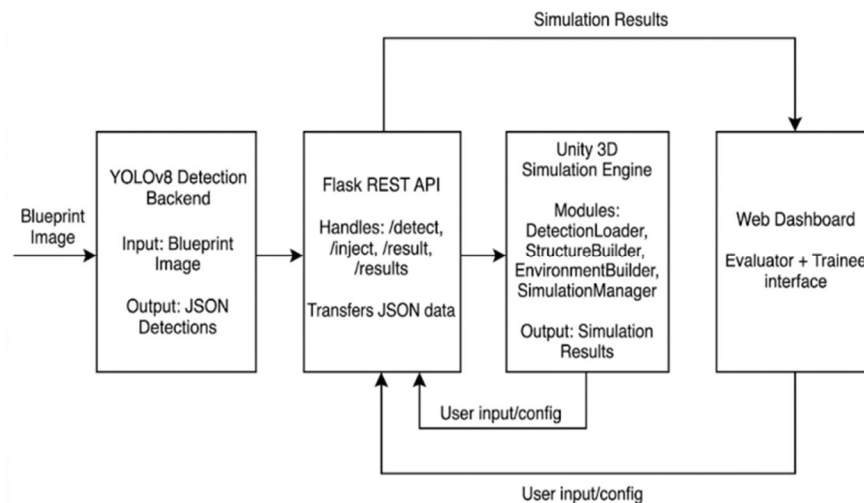 Simulation Results
Blueprint
Image
YOLOv8 Detection
Backend
Input: Blueprint
Image
Output: JSON
Detections
Flask REST API
Handles: /detect,
/inject, /result,
/results
Transfers JSON data
Unity 3D
Simulation Engine
Modules:
DetectionLoader,
StructureBuilder,
EnvironmentBuilder,
SimulationManager
Output: Simulation
Results
Web Dashboard
Evaluator + Trainee
interface
User input/config
User input/config